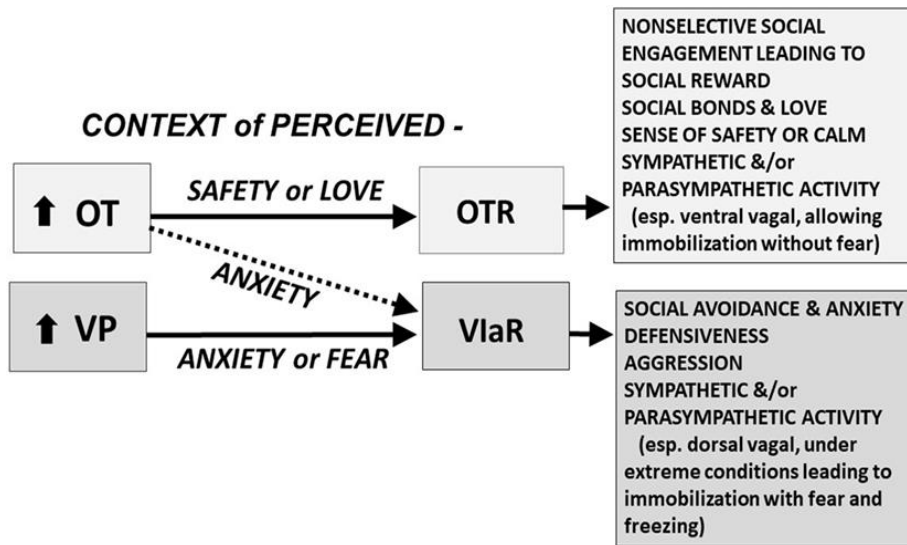 CONTEXT of PERCEIVED -
⬆ OT
SAFETY or LOVE
OTR
NONSELECTIVE SOCIAL
ENGAGEMENT LEADING TO
SOCIAL REWARD
SOCIAL BONDS & LOVE
SENSE OF SAFETY OR CALM
SYMPATHETIC &/or
PARASYMPATHETIC ACTIVITY
(esp. ventral vagal, allowing
immobilization without fear)
ANXIETY
⬆ VP
ANXIETY or FEAR
VIaR
SOCIAL AVOIDANCE & ANXIETY
DEFENSIVENESS
AGGRESSION
SYMPATHETIC &/or
PARASYMPATHETIC ACTIVITY
(esp. dorsal vagal, under
extreme conditions leading to
immobilization with fear and
freezing)